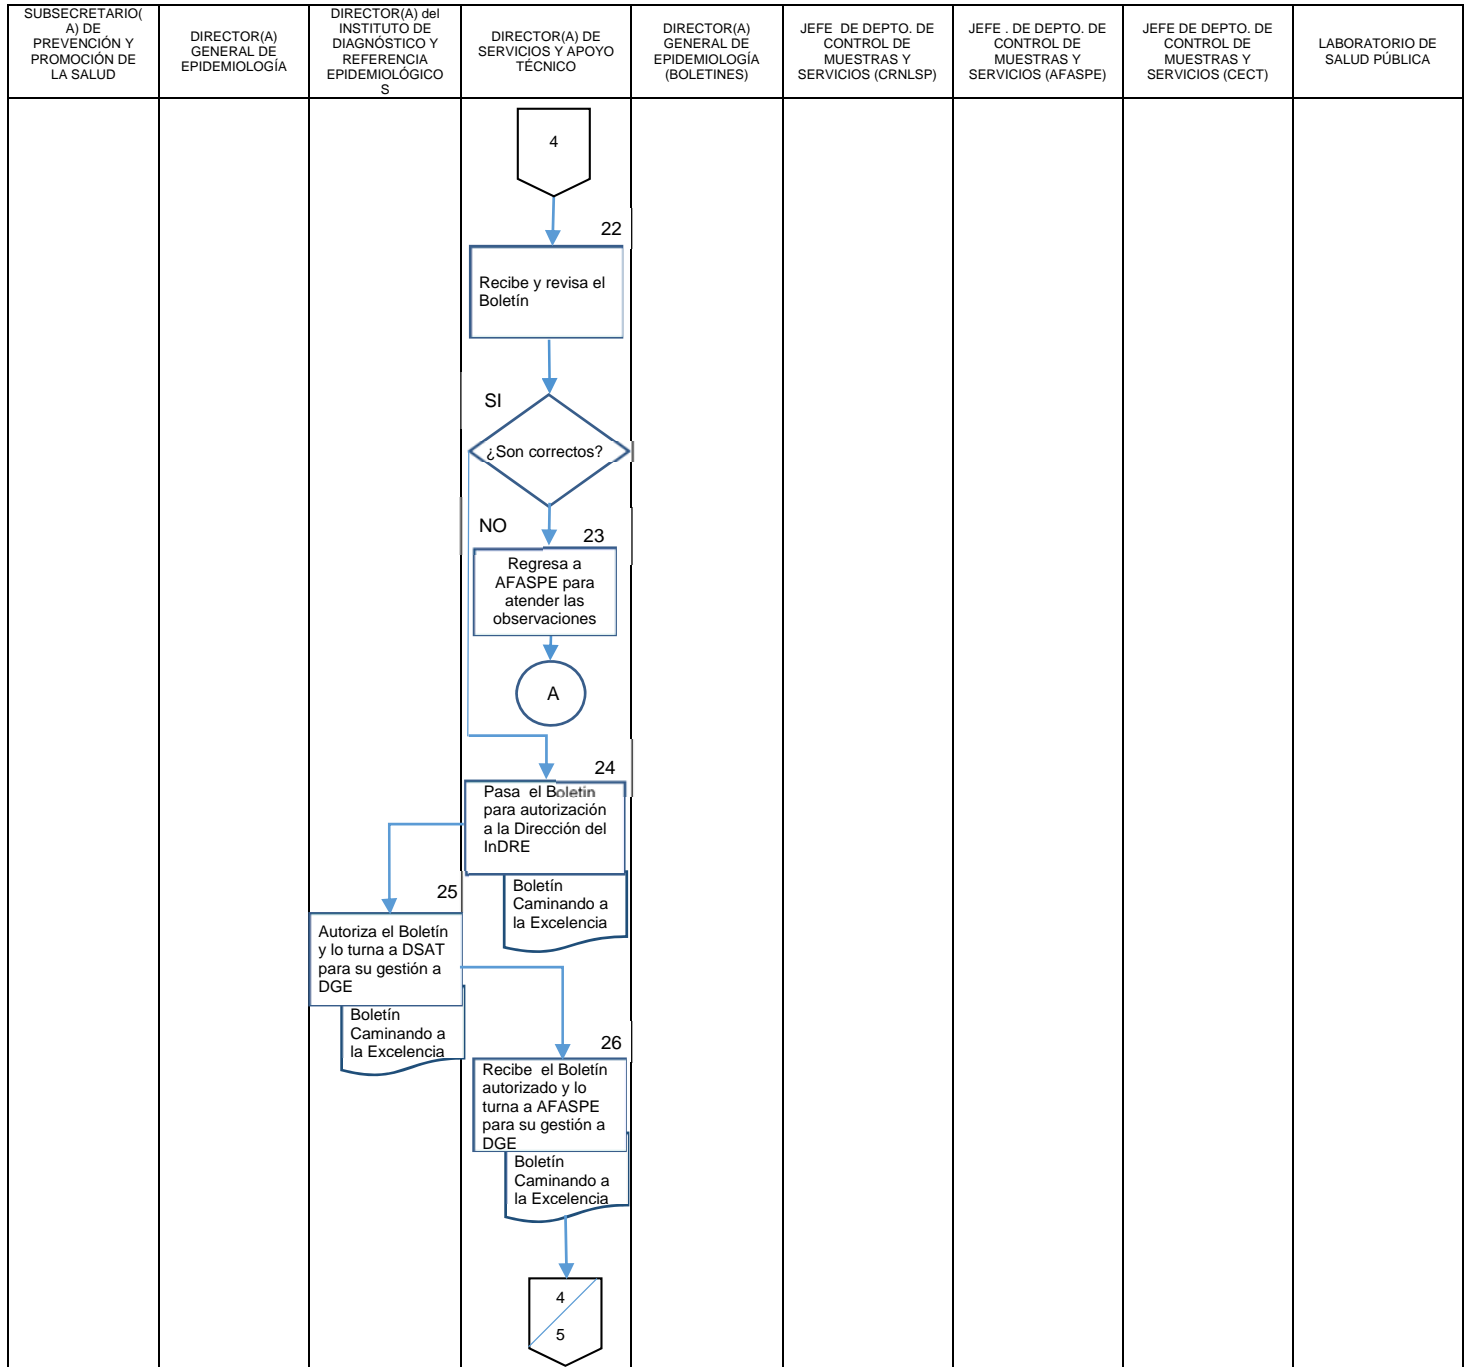 SUBSECRETARIO(
A) DE
PREVENCIÓN Y
PROMOCIÓN DE
LA SALUD
DIRECTOR(A)
GENERAL DE
EPIDEMIOLOGÍA
DIRECTOR(A) del
INSTITUTO DE
DIAGNÓSTICO Y
REFERENCIA
EPIDEMIOLÓGICO
S
DIRECTOR(A) DE
SERVICIOS Y APOYO
TÉCNICO
DIRECTOR(A)
GENERAL DE
EPIDEMIOLOGÍA
(BOLETINES)
JEFE DE DEPTO. DE
CONTROL DE
MUESTRAS Y
SERVICIOS (CRNLSP)
JEFE . DE DEPTO. DE
CONTROL DE
MUESTRAS Y
SERVICIOS (AFASPE)
JEFE DE DEPTO. DE
CONTROL DE
MUESTRAS Y
SERVICIOS (CECT)
LABORATORIO DE
SALUD PÚBLICA
4
22
Recibe y revisa el
Boletín
SI
¿Son correctos?
NO
23
Regresa a
AFASPE para
atender las
observaciones
A
24
Pasa el Boletin
para autorización
a la Dirección del
InDRE
Boletín
Caminando a
la Excelencia
25
Autoriza el Boletín
y lo turna a DSAT
para su gestión a
DGE
Boletín
Caminando a
la Excelencia
26
Recibe el Boletín
autorizado y lo
turna a AFASPE
para su gestión a
DGE
Boletín
Caminando a
la Excelencia
4
5